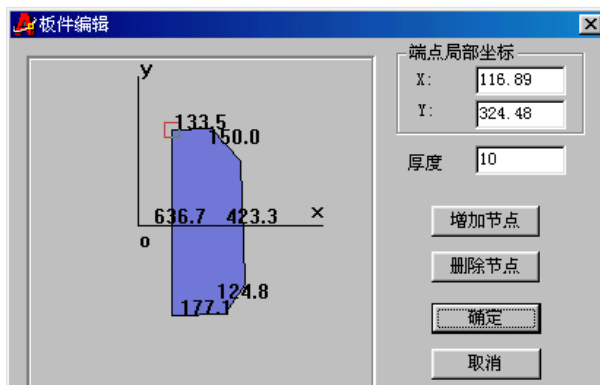 板件编辑
y
133.5
150.0
636.7 423.3 x
o
124.8
177.1
端点局部坐标
X: 116.89
Y: 324.48
厚度 10
增加节点
删除节点
确定
取消